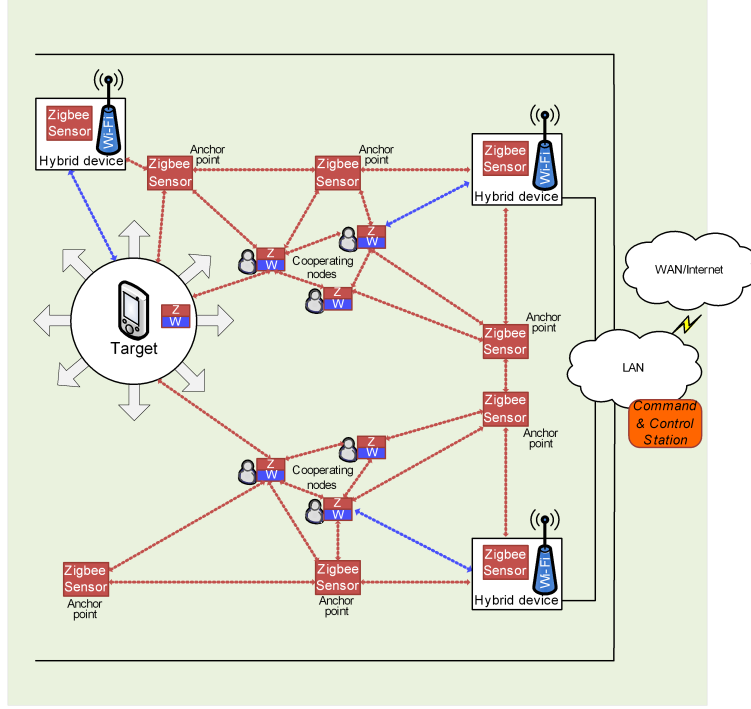 Zigbee
Sensor
Wi-Fi
Hybrid device
Zigbee
Sensor
Anchor
point
Zigbee
Sensor
Anchor
point
Zigbee
Sensor
Wi-Fi
Hybrid device
Z
W
Z
W
Cooperating
nodes
Z
W
Z
W
Target
Anchor
point
Zigbee
Sensor
WAN/Internet
LAN
Command
& Control
Station
Zigbee
Sensor
Anchor
point
Z
W
Z
W
Cooperating
nodes
Z
W
Zigbee
Sensor
Anchor
point
Zigbee
Sensor
Anchor
point
Zigbee
Sensor
Wi-Fi
Hybrid device